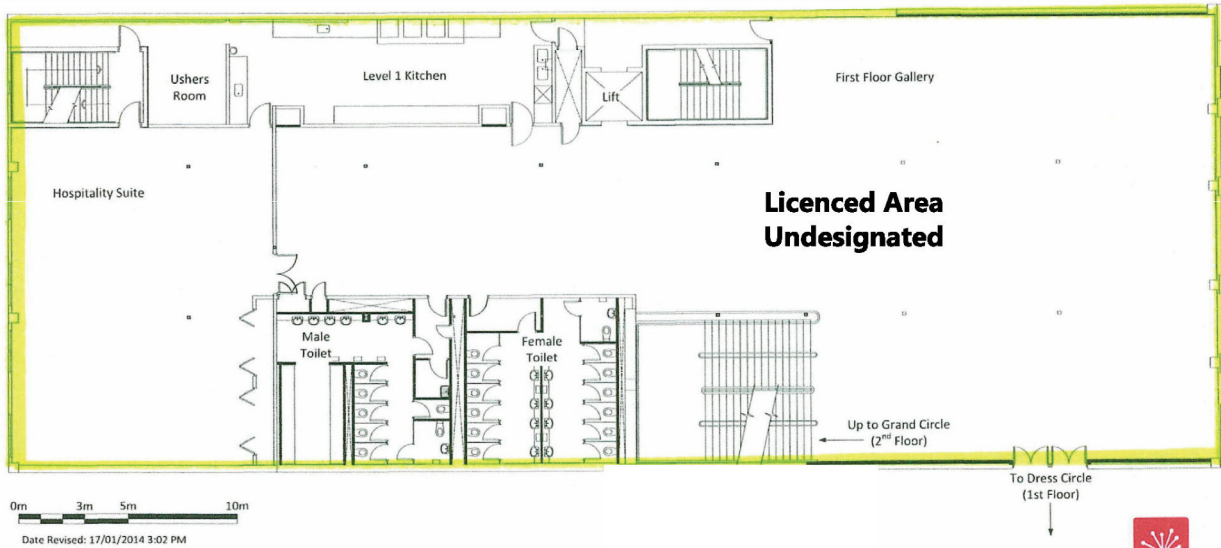 Ushers
Room
Level 1 Kitchen
Lift
First Floor Gallery
Hospitality Suite
Licenced Area
Undesignated
Male
Toilet
Female
Toilet
Up to Grand Circle
(2nd Floor)
To Dress Circle
(1st Floor)
0m 3m 5m 10m
Date Revised: 17/01/2014 3:02 PM